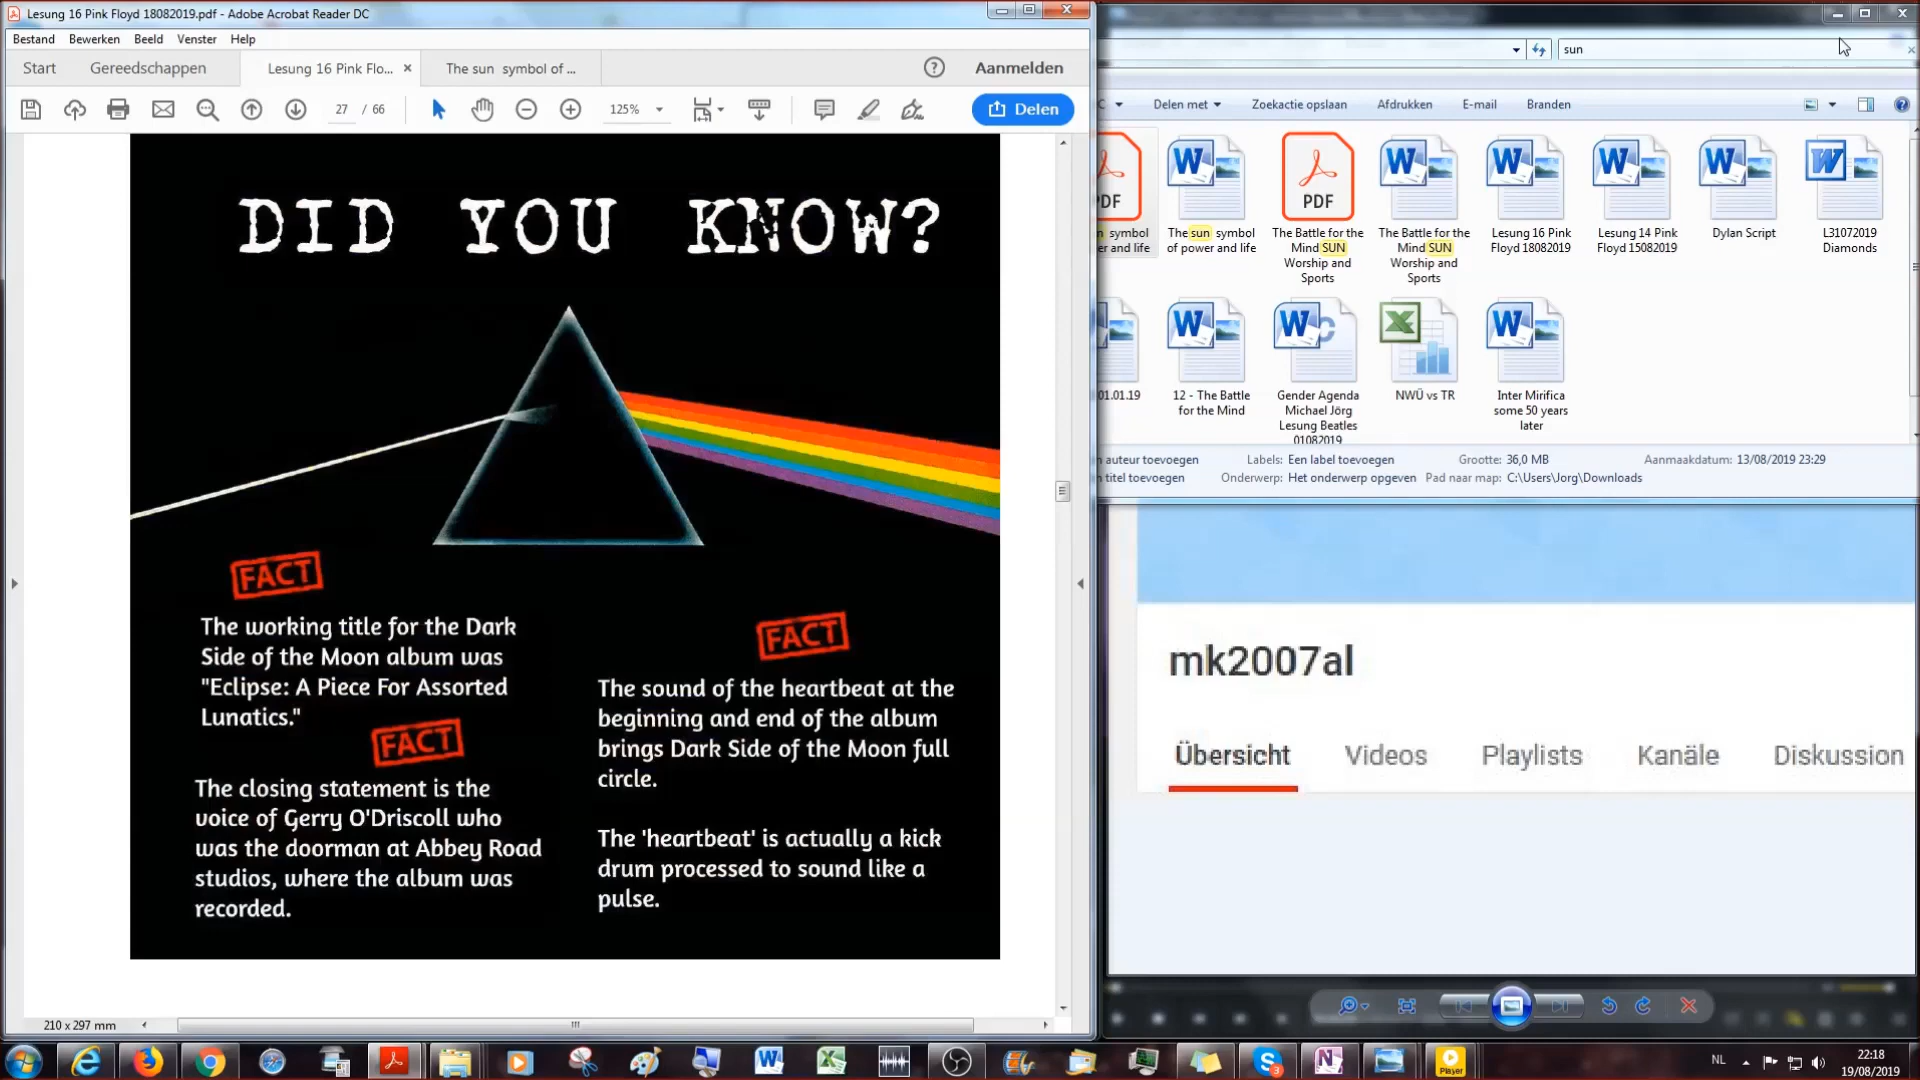 Lesung 16 Pink Floyd 18082019.pdf - Adobe Acrobat Reader DC
Bestand Bewerken Beeld Venster Help
Start Gereedschappen Lesung 16 Pink Flo... × The sun symbol of ... Aanmelden
27 / 66 125% Delen
DID YOU KNOW?
FACT
The working title for the Dark
Side of the Moon album was
"Eclipse: A Piece For Assorted
Lunatics."
FACT
The closing statement is the
voice of Gerry O'Driscoll who
was the doorman at Abbey Road
studios, where the album was
recorded.
FACT
The sound of the heartbeat at the
beginning and end of the album
brings Dark Side of the Moon full
circle.
The 'heartbeat' is actually a kick
drum processed to sound like a
pulse.
210 x 297 mm
sun
Delen met Zoekactie opslaan Afdrukken E-mail Branden
symbol
er and life
The sun symbol
of power and life
PDF
The Battle for the
Mind SUN
Worship and
Sports
The Battle for the
Mind SUN
Worship and
Sports
Lesung 16 Pink
Floyd 18082019
Lesung 14 Pink
Floyd 15082019
Dylan Script
L31072019
Diamonds
01.01.19
12 - The Battle
for the Mind
Gender Agenda
Michael Jörg
Lesung Beatles
01082019
NWÜ vs TR
Inter Mirifica
some 50 years
later
n auteur toevoegen Labels: Een label toevoegen Grootte: 36,0 MB Aanmaakdatum: 13/08/2019 23:29
n titel toevoegen Onderwerp: Het onderwerp opgeven Pad naar map: C:\Users\Jorg\Downloads
mk2007al
Übersicht Videos Playlists Kanäle Diskussion
NL
22:18
19/08/2019